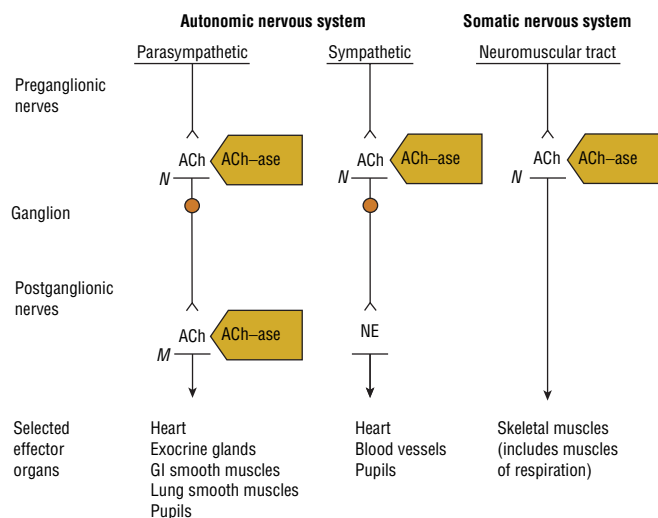 Autonomic nervous system
Somatic nervous system
Parasympathetic
Sympathetic
Neuromuscular tract
Preganglionic
nerves
ACh
ACh–ase
N
ACh
ACh–ase
N
ACh
ACh–ase
N
Ganglion
Postganglionic
nerves
ACh
ACh–ase
M
NE
Selected
effector
organs
Heart
Exocrine glands
GI smooth muscles
Lung smooth muscles
Pupils
Heart
Blood vessels
Pupils
Skeletal muscles
(includes muscles
of respiration)